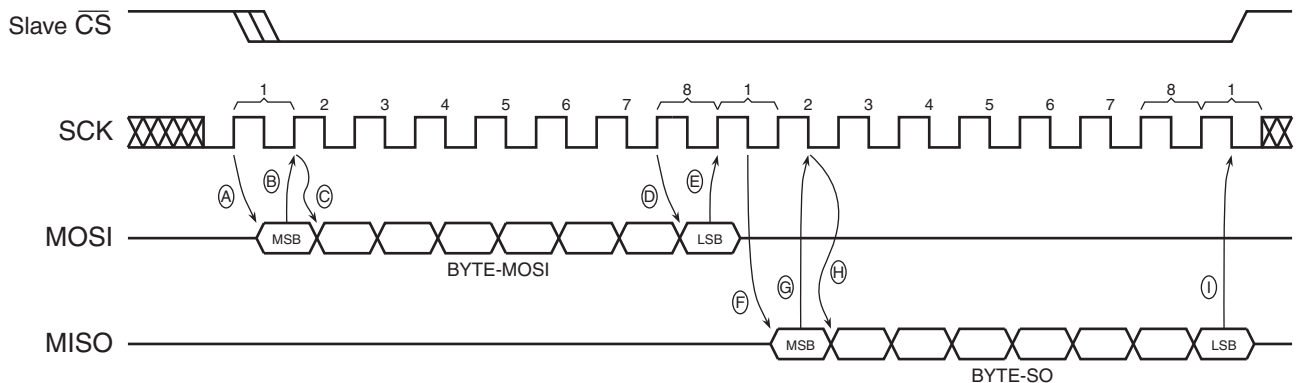 Slave CS
1 2 3 4 5 6 7 8 1 2 3 4 5 6 7 8 1
SCK
A B C D E
MOSI MSB LSB
BYTE-MOSI
F G H I
MISO MSB LSB
BYTE-SO